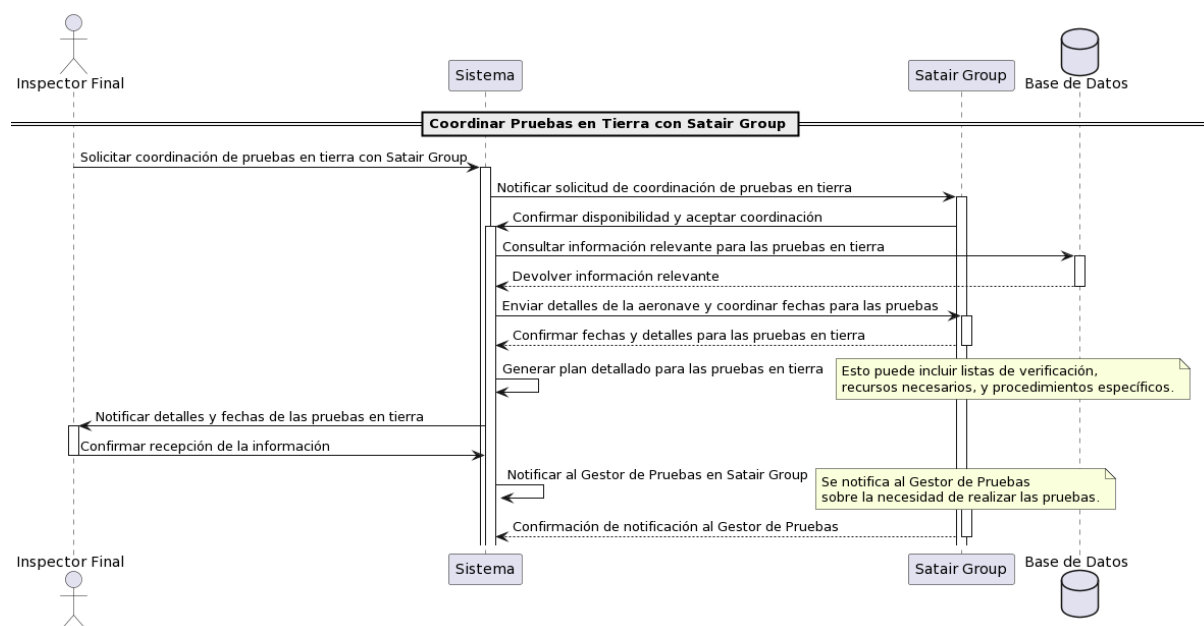 Inspector Final
Sistema
Satair Group
Base de Datos
Coordinar Pruebas en Tierra con Satair Group
Solicitar coordinación de pruebas en tierra con Satair Group
Notificar solicitud de coordinación de pruebas en tierra
Confirmar disponibilidad y aceptar coordinación
Consultar información relevante para las pruebas en tierra
Devolver información relevante
Enviar detalles de la aeronave y coordinar fechas para las pruebas
Confirmar fechas y detalles para las pruebas en tierra
Generar plan detallado para las pruebas en tierra
Esto puede incluir listas de verificación,
recursos necesarios, y procedimientos específicos.
Notificar detalles y fechas de las pruebas en tierra
Confirmar recepción de la información
Notificar al Gestor de Pruebas en Satair Group
Se notifica al Gestor de Pruebas
sobre la necesidad de realizar las pruebas.
Confirmación de notificación al Gestor de Pruebas
Inspector Final
Sistema
Satair Group
Base de Datos